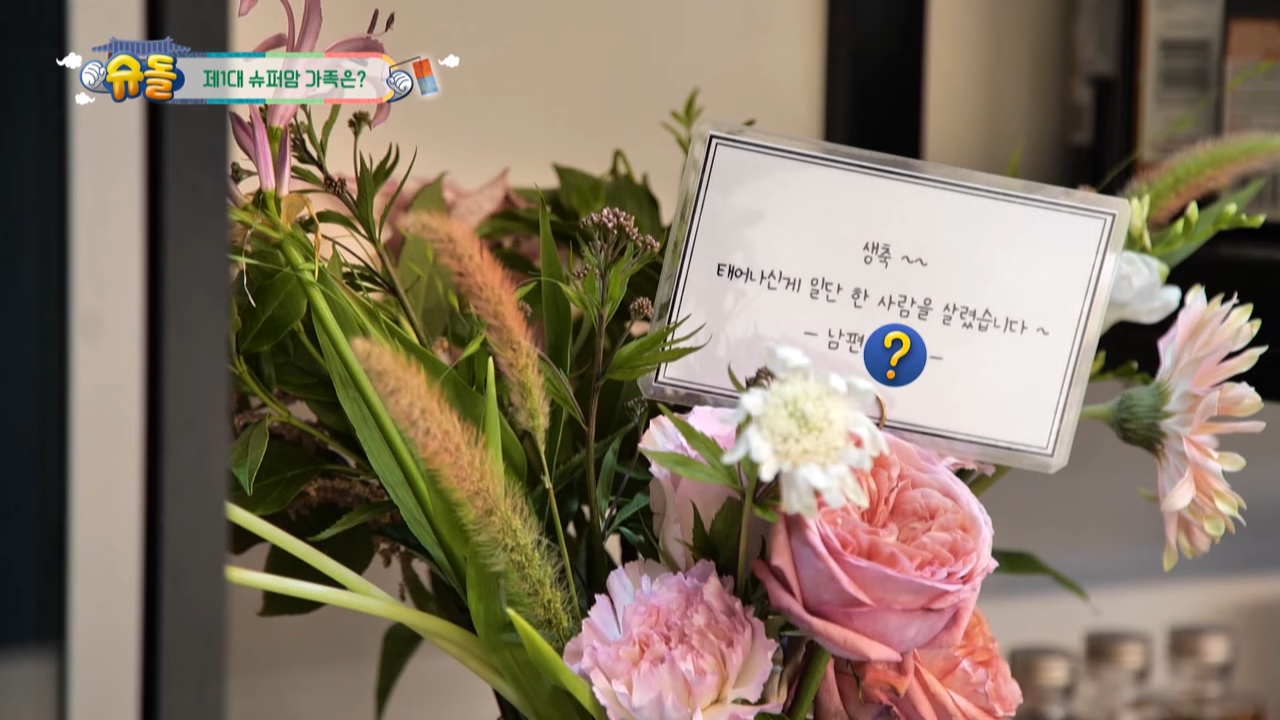 슈돌
제1대 슈퍼맘 가족은?
생축 ~~
태어나신게 일단 한 사람을 살렸습니다 ~
- 남편 ? -